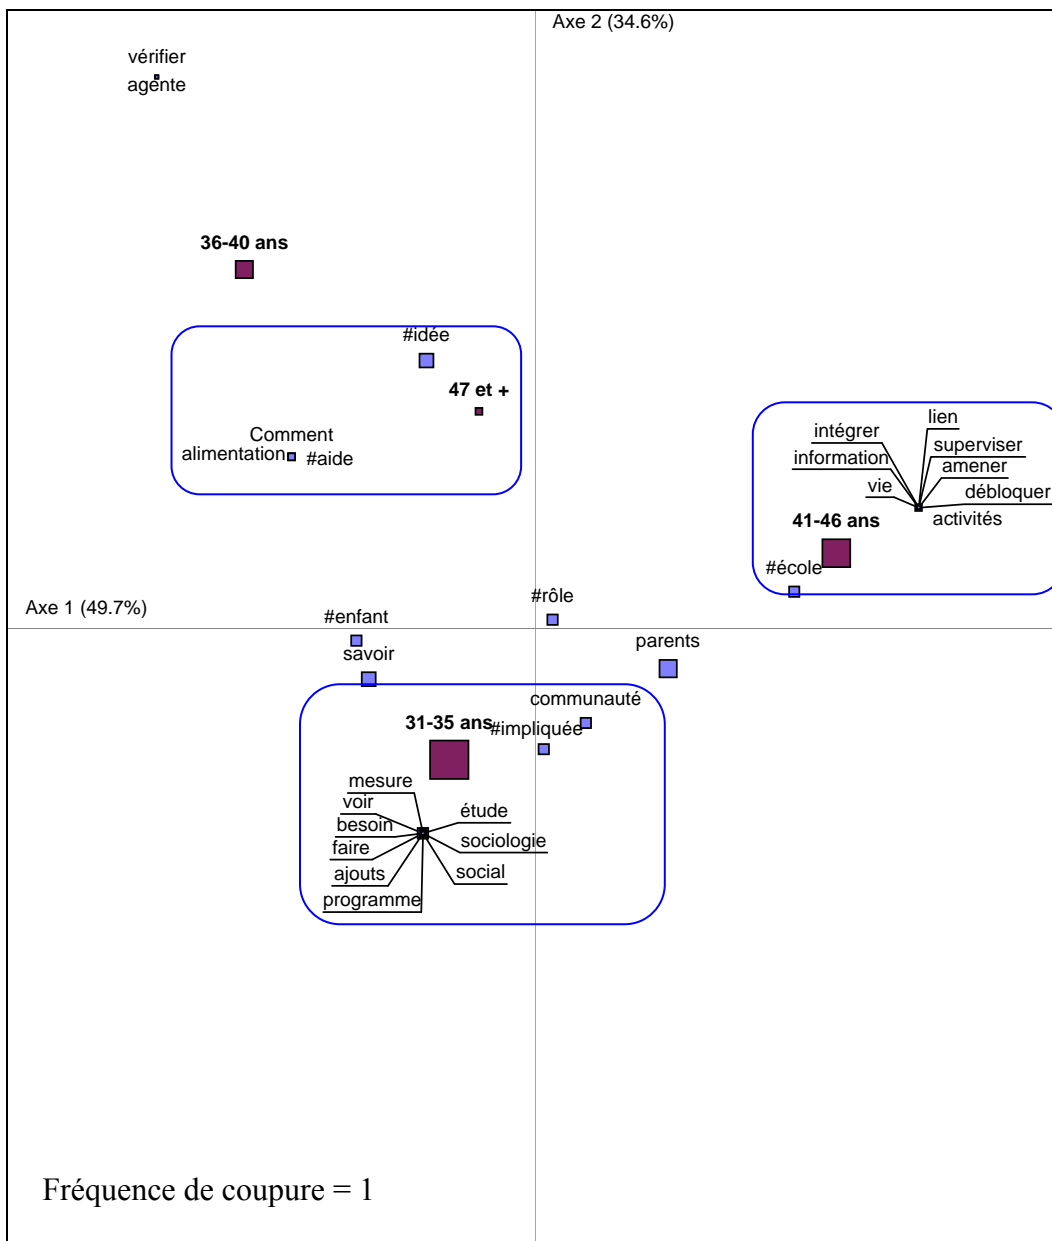 Axe 2 (34.6%)
vérifier
agente
36-40 ans
#idée
47 et +
Comment
alimentation
#aide
lien
intégrer
superviser
information
amener
vie
débloquer
activités
41-46 ans
#école
#rôle
Axe 1 (49.7%)
#enfant
savoir
parents
communauté
31-35 ans
#impliquée
mesure
voir
étude
besoin
sociologie
faire
ajouts
social
programme
Fréquence de coupure = 1